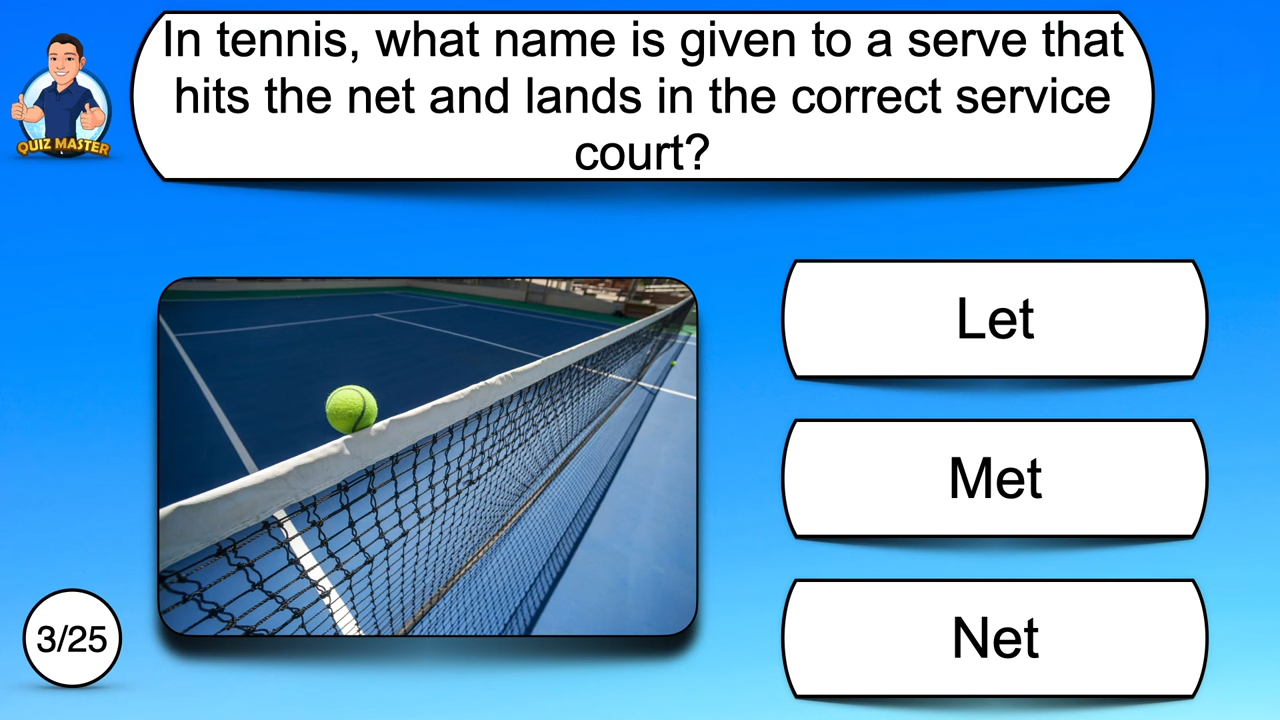 In tennis, what name is given to a serve that
hits the net and lands in the correct service
court?
QUIZ MASTER
Let
Met
Net
3/25